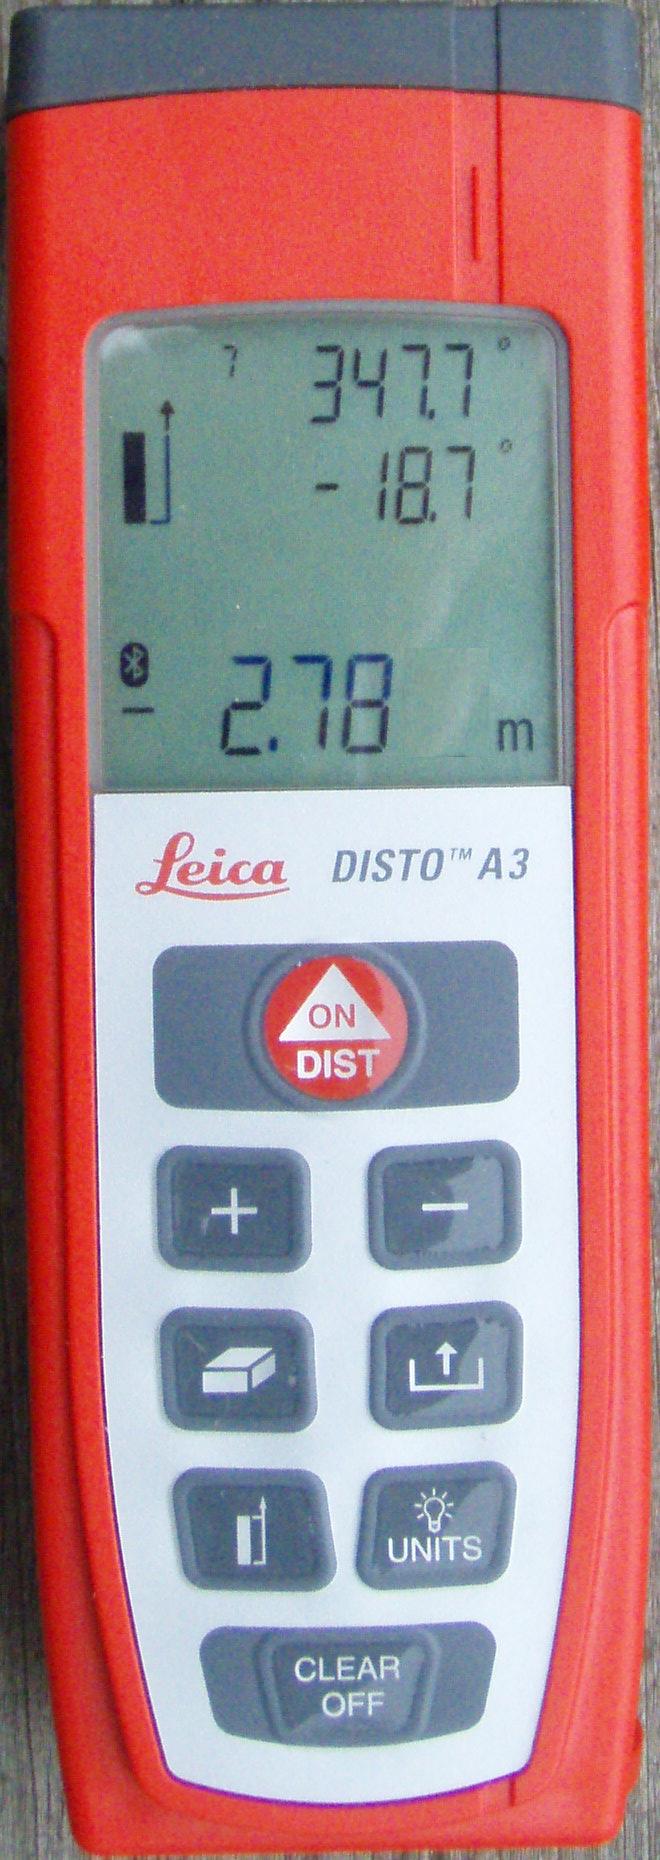 7 347.7°
-18.7°
2.78 m
Leica DISTO™ A3
ON
DIST
+ −
UNITS
CLEAR
OFF